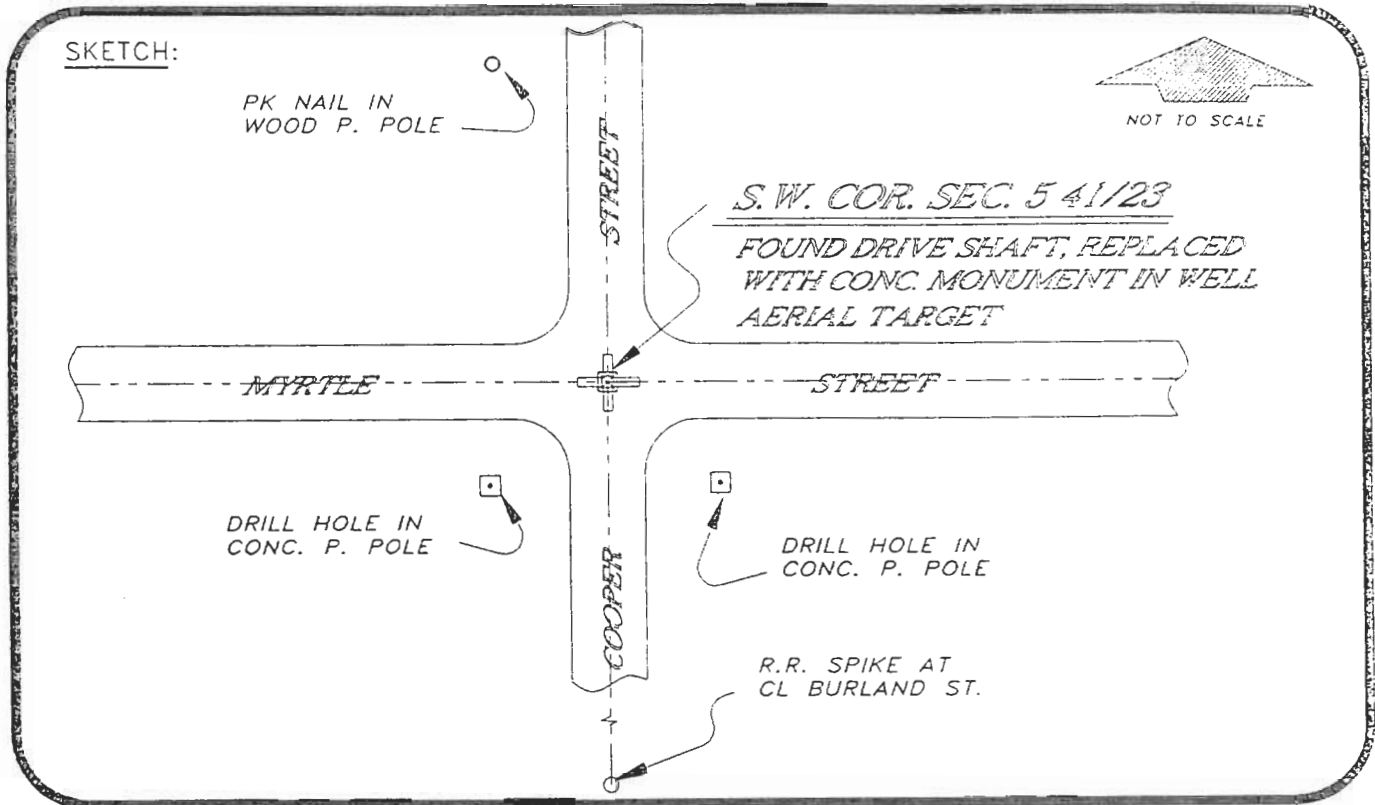 SKETCH:
PK NAIL IN
WOOD P. POLE
NOT TO SCALE
STREET
S.W. COR. SEC. 5 41/23
FOUND DRIVE SHAFT, REPLACED
WITH CONC. MONUMENT IN WELL
AERIAL TARGET
MYRTLE STREET
DRILL HOLE IN
CONC. P. POLE
DRILL HOLE IN
CONC. P. POLE
COOPER
R.R. SPIKE AT
CL BURLAND ST.